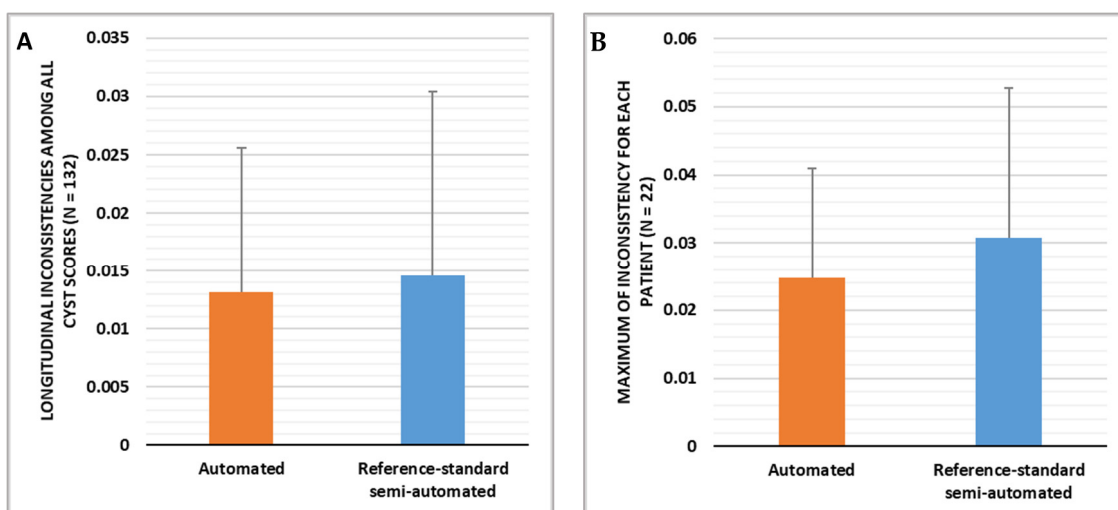 A
LONGITUDINAL INCONSISTENCIES AMONG ALL
CYST SCORES (N = 132)
0.035
0.03
0.025
0.02
0.015
0.01
0.005
0
Automated
Reference-standard
semi-automated
B
MAXIMUM OF INCONSISTENCY FOR EACH
PATIENT (N = 22)
0.06
0.05
0.04
0.03
0.02
0.01
0
Automated
Reference-standard
semi-automated